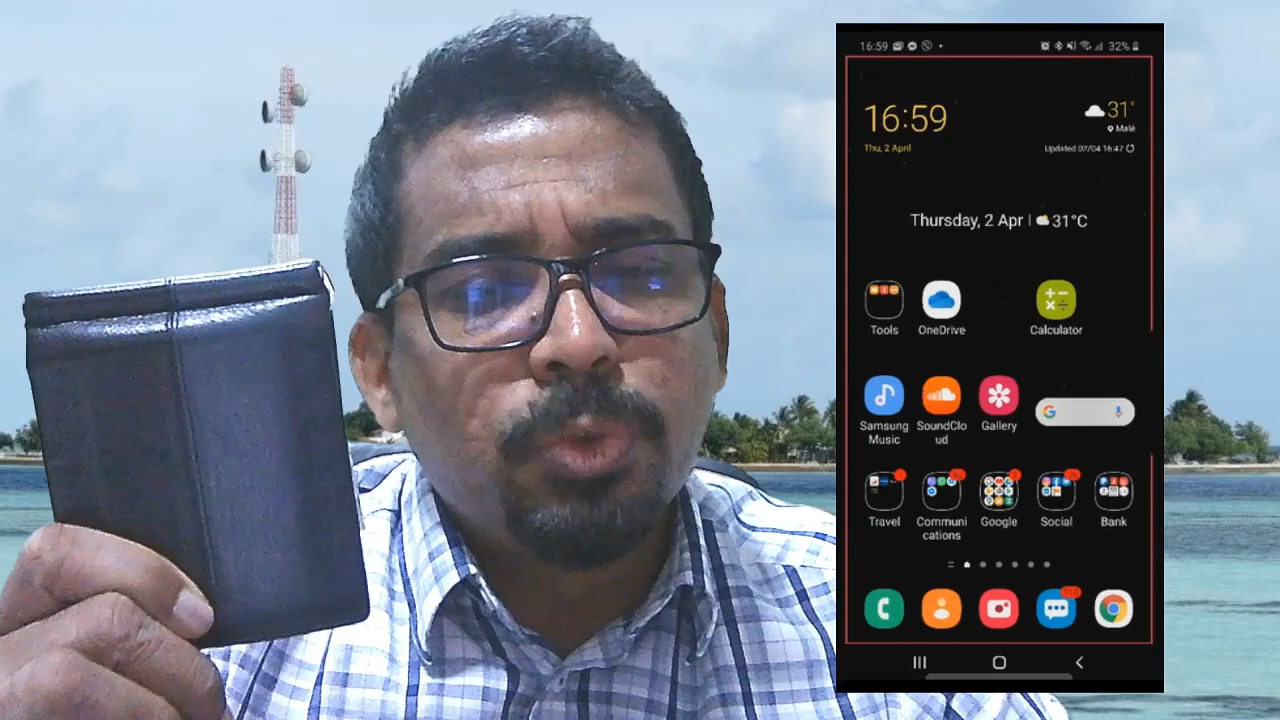 16:59
32%
16:59
31°
Malé
Thu, 2 April
Updated 02/04 16:47
Thursday, 2 Apr | 31°C
Tools
OneDrive
Calculator
Samsung
Music
SoundClo
ud
Gallery
Travel
Communi
cations
Google
Social
Bank